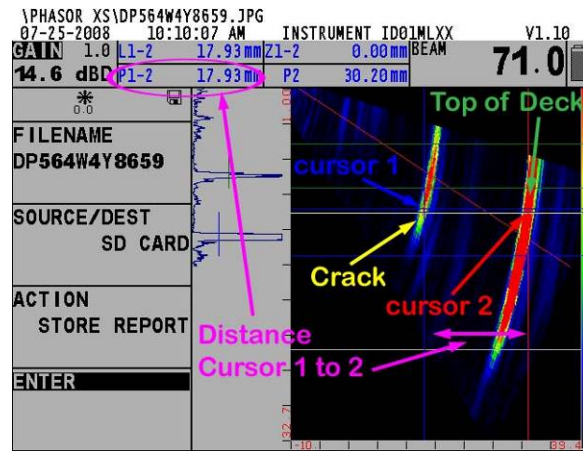 \PHASOR XS\DP564W4Y8659.JPG
07-25-2008 10:10:07 AM INSTRUMENT ID01MLXX V1.10
GAIN 1.0 L1-2 17.93mm Z1-2 0.00mm BEAM
14.6 dBD P1-2 17.93mm P2 30.20mm 71.0
0.0
Top of Deck
FILENAME
DP564W4Y8659
cursor 1
SOURCE/DEST
SD CARD
Crack
cursor 2
ACTION
STORE REPORT
Distance
Cursor 1 to 2
ENTER